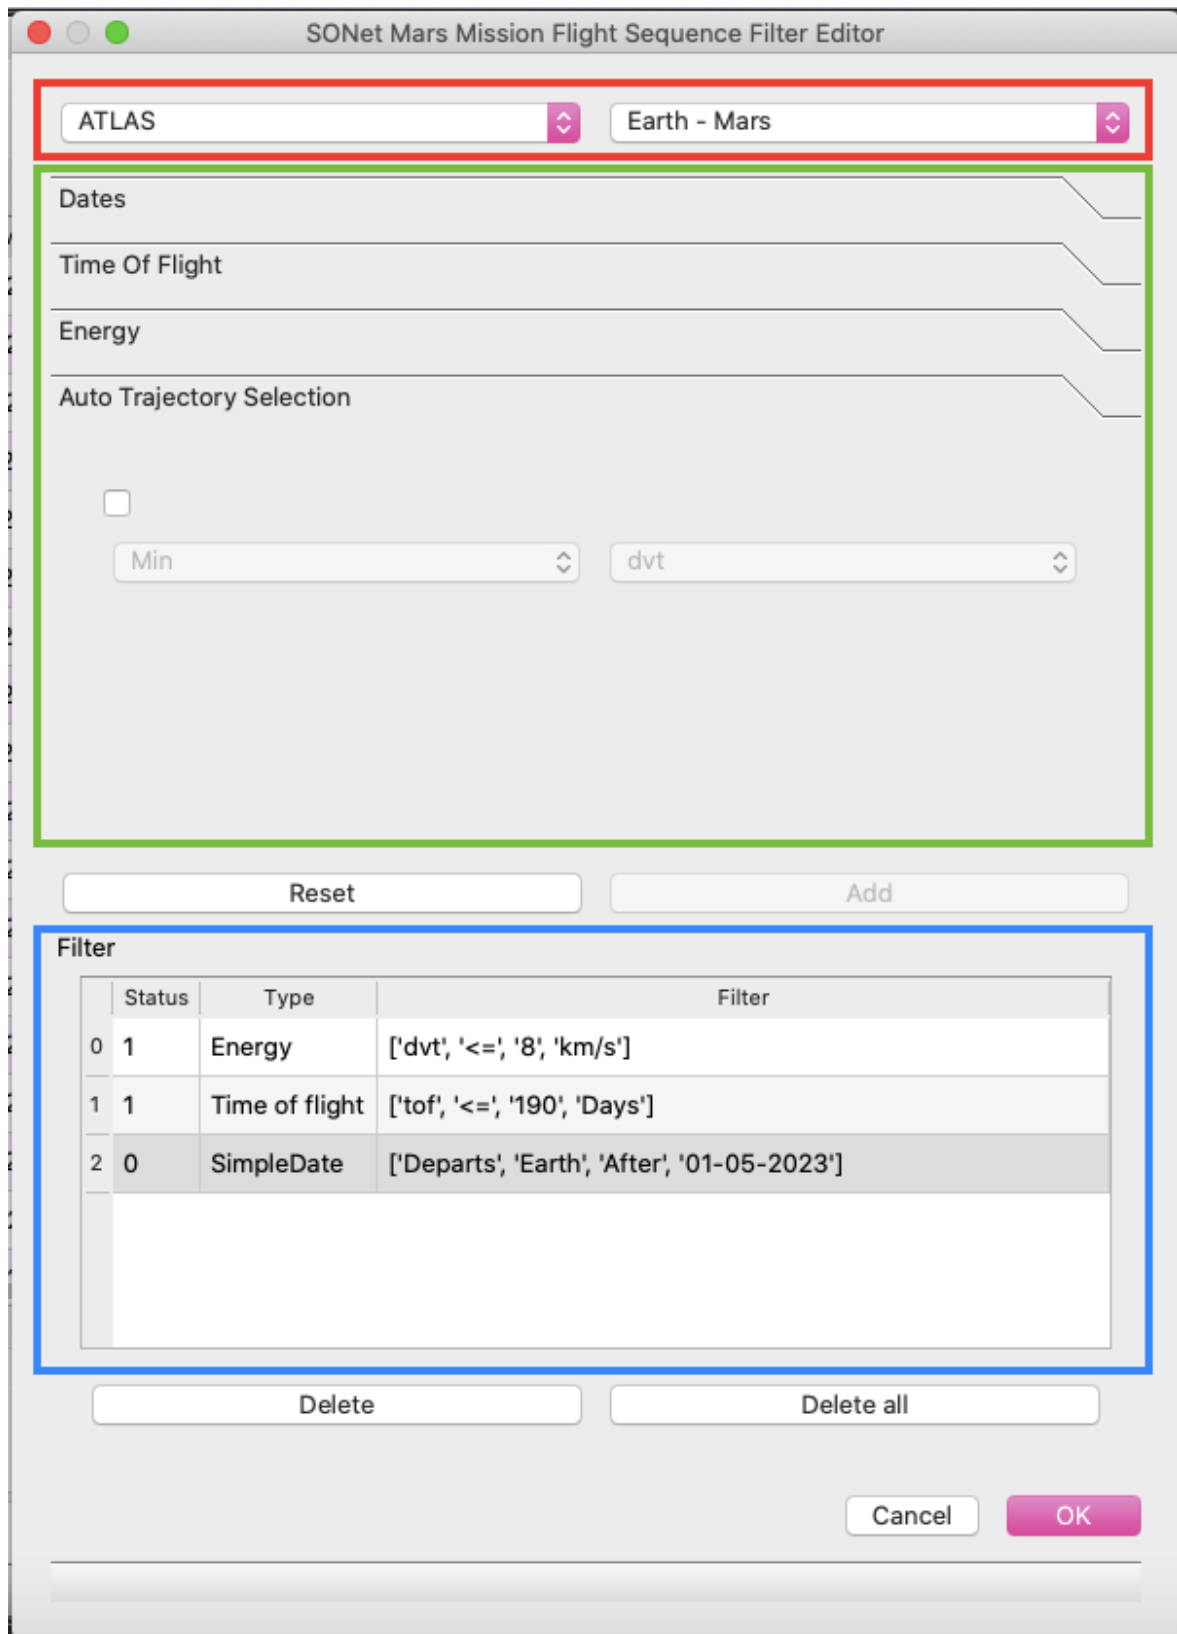 SONet Mars Mission Flight Sequence Filter Editor
ATLAS Earth - Mars
Dates
Time Of Flight
Energy
Auto Trajectory Selection
Min dvt
Reset Add
Filter
Status Type Filter
0 1 Energy ['dvt', '<=', '8', 'km/s']
1 1 Time of flight ['tof', '<=', '190', 'Days']
2 0 SimpleDate ['Departs', 'Earth', 'After', '01-05-2023']
Delete Delete all
Cancel OK